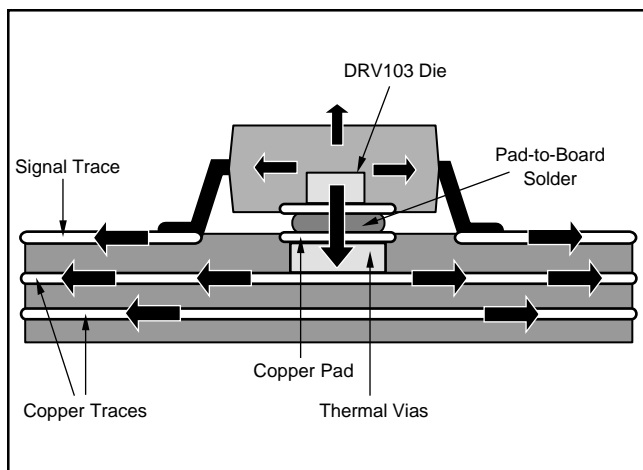 DRV103 Die
Signal Trace
Pad-to-Board
Solder
Copper Pad
Copper Traces
Thermal Vias